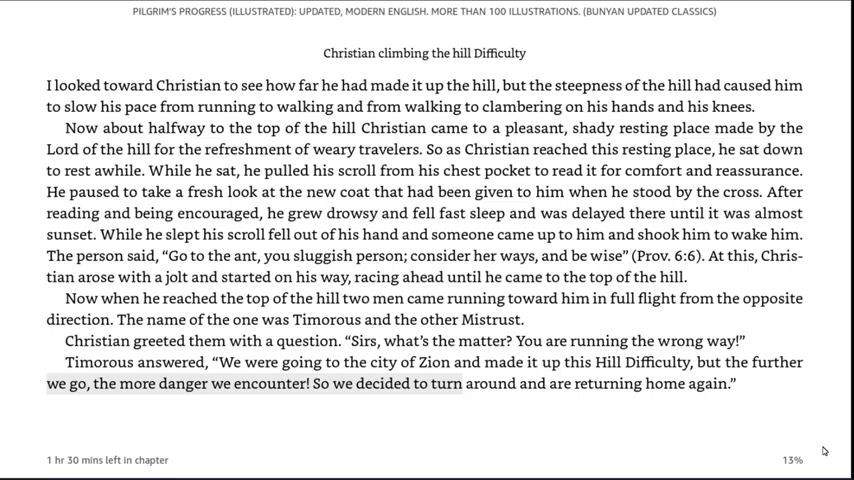 PILGRIM'S PROGRESS (ILLUSTRATED): UPDATED, MODERN ENGLISH. MORE THAN 100 ILLUSTRATIONS. (BUNYAN UPDATED CLASSICS)
Christian climbing the hill Difficulty
I looked toward Christian to see how far he had made it up the hill, but the steepness of the hill had caused him
to slow his pace from running to walking and from walking to clambering on his hands and his knees.
Now about halfway to the top of the hill Christian came to a pleasant, shady resting place made by the
Lord of the hill for the refreshment of weary travelers. So as Christian reached this resting place, he sat down
to rest awhile. While he sat, he pulled his scroll from his chest pocket to read it for comfort and reassurance.
He paused to take a fresh look at the new coat that had been given to him when he stood by the cross. After
reading and being encouraged, he grew drowsy and fell fast sleep and was delayed there until it was almost
sunset. While he slept his scroll fell out of his hand and someone came up to him and shook him to wake him.
The person said, “Go to the ant, you sluggish person; consider her ways, and be wise” (Prov. 6:6). At this, Chris-
tian arose with a jolt and started on his way, racing ahead until he came to the top of the hill.
Now when he reached the top of the hill two men came running toward him in full flight from the opposite
direction. The name of the one was Timorous and the other Mistrust.
Christian greeted them with a question. “Sirs, what’s the matter? You are running the wrong way!”
Timorous answered, “We were going to the city of Zion and made it up this Hill Difficulty, but the further
we go, the more danger we encounter! So we decided to turn around and are returning home again.”
1 hr 30 mins left in chapter
13%